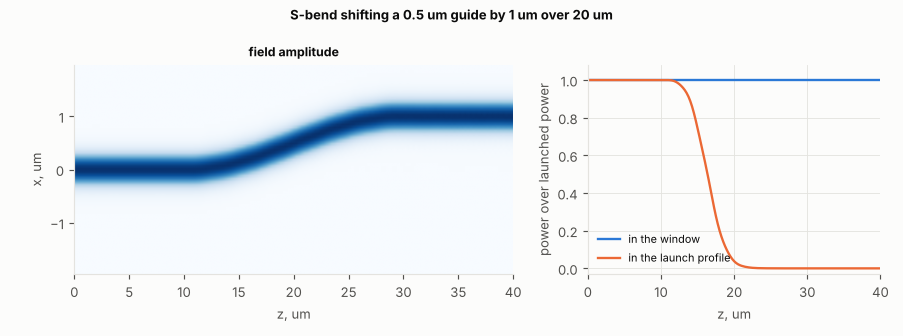 S-bend shifting a 0.5 um guide by 1 um over 20 um
field amplitude
x, um
1
0
−1
0 5 10 15 20 25 30 35 40
z, um
power over launched power
1.0
0.8
0.6
0.4
0.2
0.0
in the window
in the launch profile
0 10 20 30 40
z, um